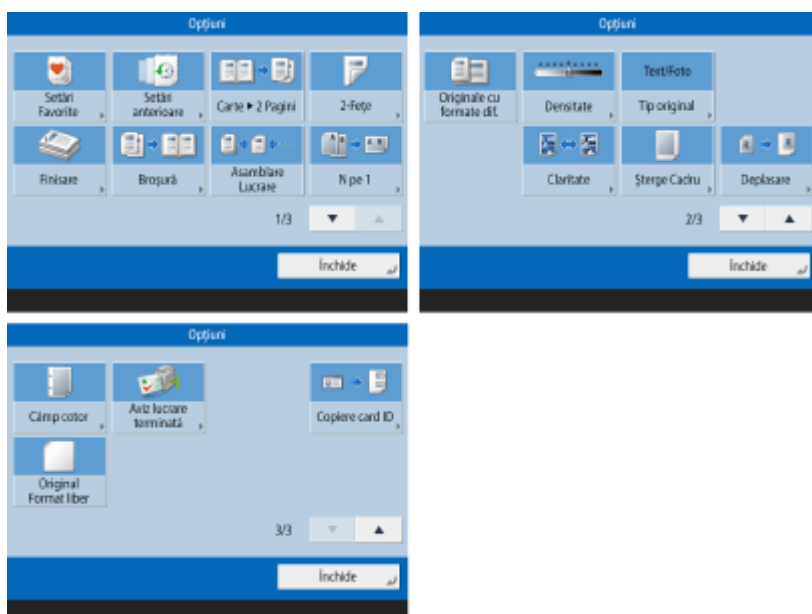 Opțiuni
Setări
Favorite
Setări
anterioare
Carte ▶ 2 Pagini
2-Fețe
Finisare
Broșură
Asamblare
Lucrare
N pe 1
1/3
Închide
Opțiuni
Originale cu
formate dif.
Densitate
Text/Foto
Tip original
Claritate
Șterge Cadru
Deplasare
2/3
Închide
Opțiuni
Câmp cotor
Aviz lucrare
terminată
Copiere card ID
Original
Format liber
3/3
Închide